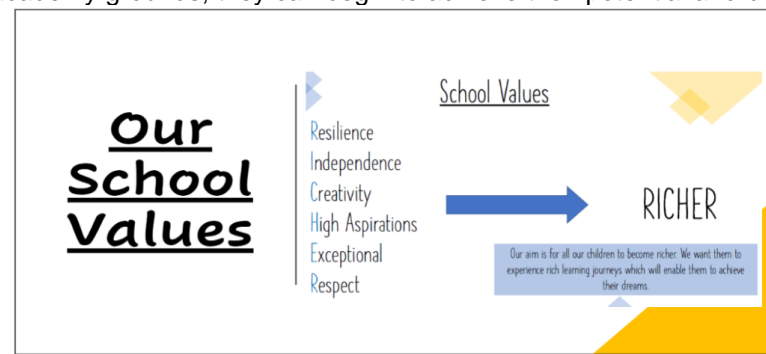 Our
School
Values
School Values
Resilience
Independence
Creativity
High Aspirations
Exceptional
Respect
RICHER
Our aim is for all our children to become richer. We want them to
experience rich learning journeys which will enable them to achieve
their dreams.